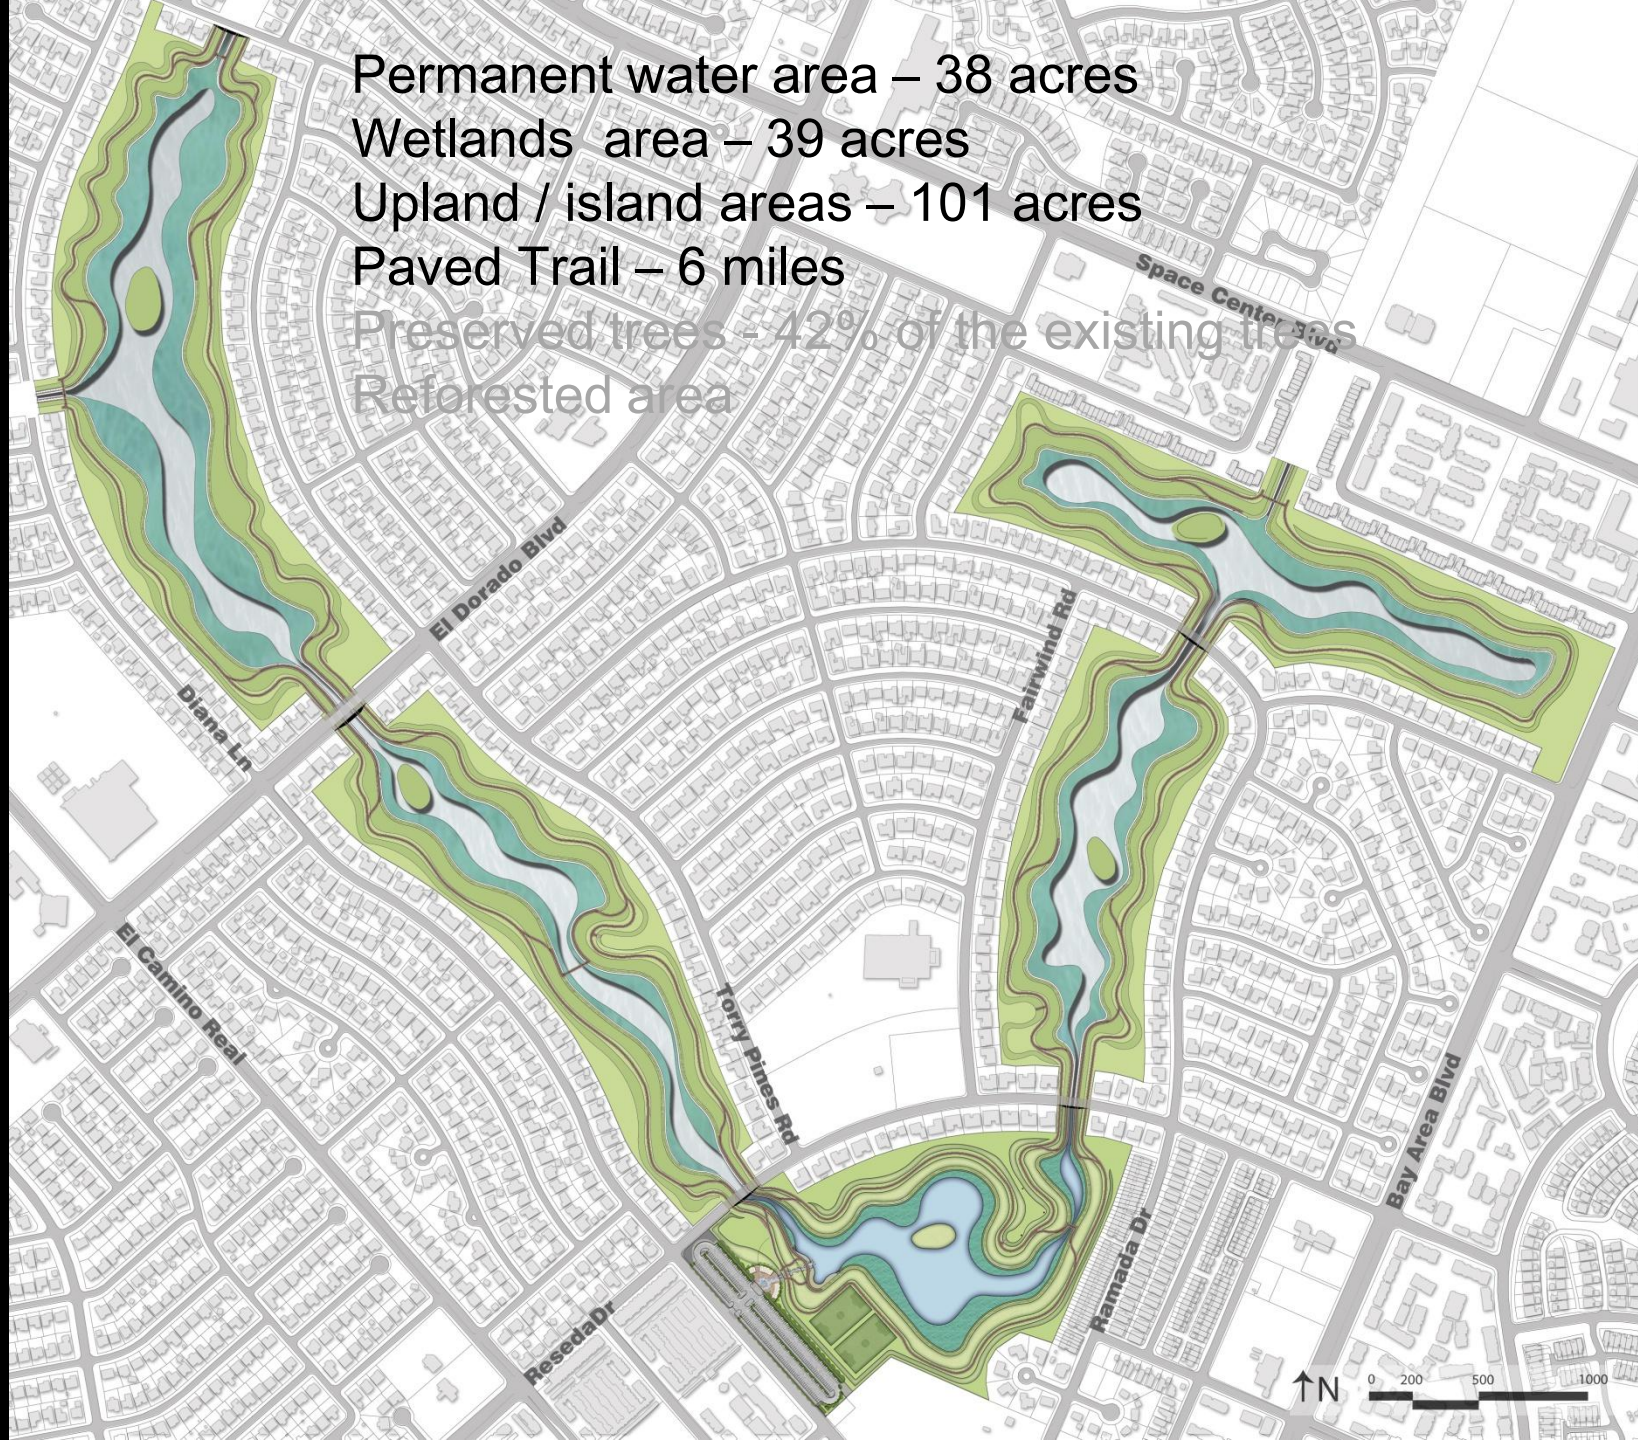 Permanent water area – 38 acres
Wetlands area – 39 acres
Upland / island areas – 101 acres
Paved Trail – 6 miles
Preserved trees - 42% of the existing trees
Reforested area
Space Center Blvd
El Dorado Blvd
Fairwind Rd
Diana Ln
El Camino Real
Torry Pines Rd
Bay Area Blvd
Ramada Dr
ResedaDr
N
0 200 500 1000